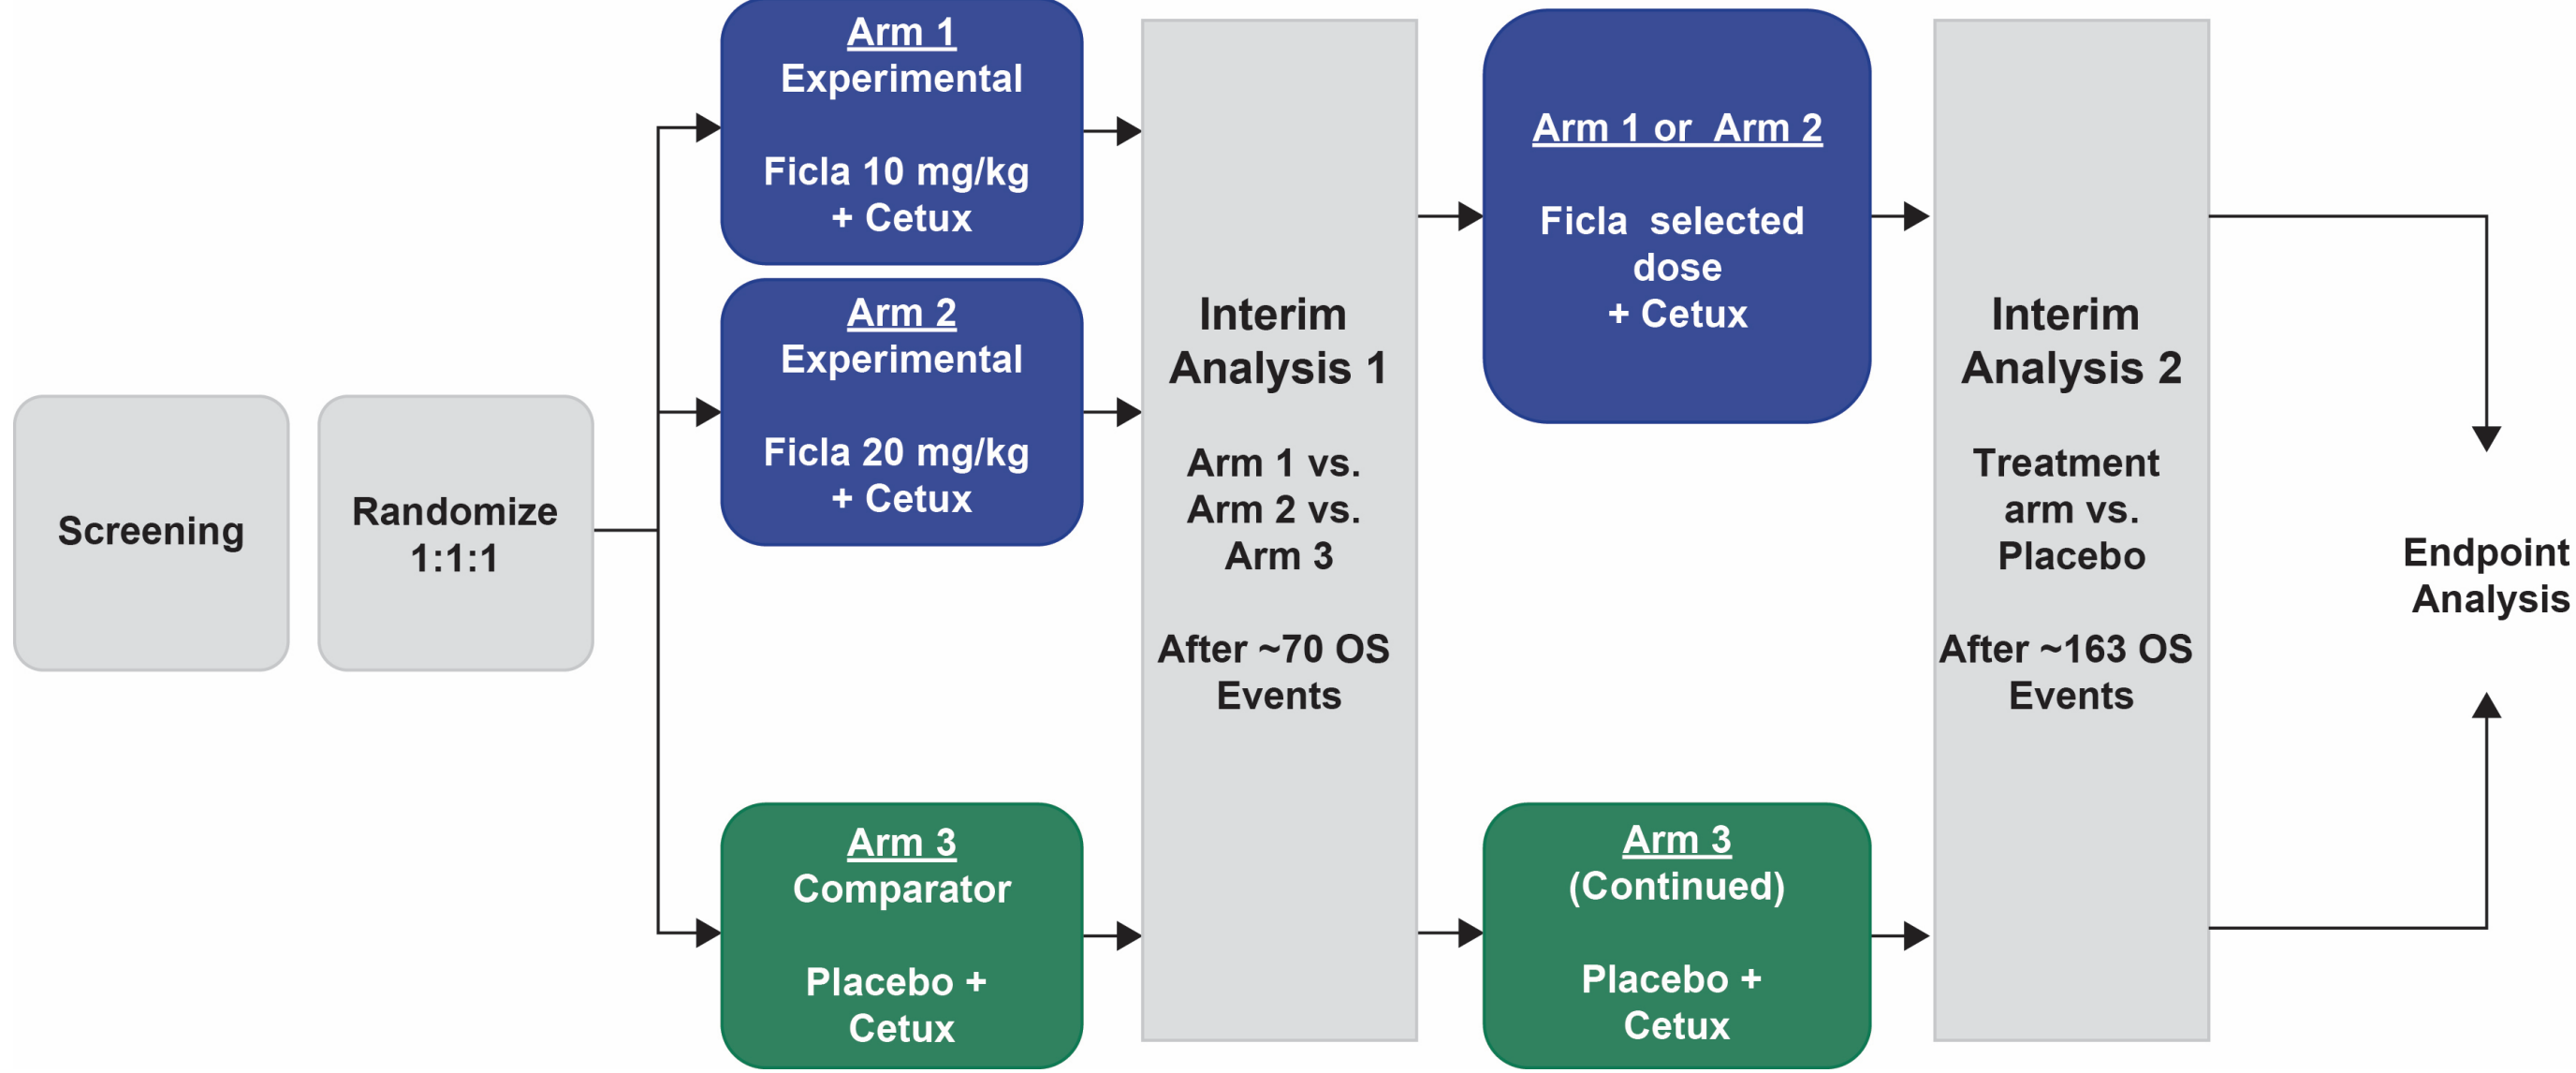 Screening
Randomize
1:1:1
Arm 1
Experimental
Ficla 10 mg/kg
+ Cetux
Arm 2
Experimental
Ficla 20 mg/kg
+ Cetux
Arm 3
Comparator
Placebo +
Cetux
Interim
Analysis 1
Arm 1 vs.
Arm 2 vs.
Arm 3
After ~70 OS
Events
Arm 1 or Arm 2
Ficla selected
dose
+ Cetux
Arm 3
(Continued)
Placebo +
Cetux
Interim
Analysis 2
Treatment
arm vs.
Placebo
After ~163 OS
Events
Endpoint
Analysis